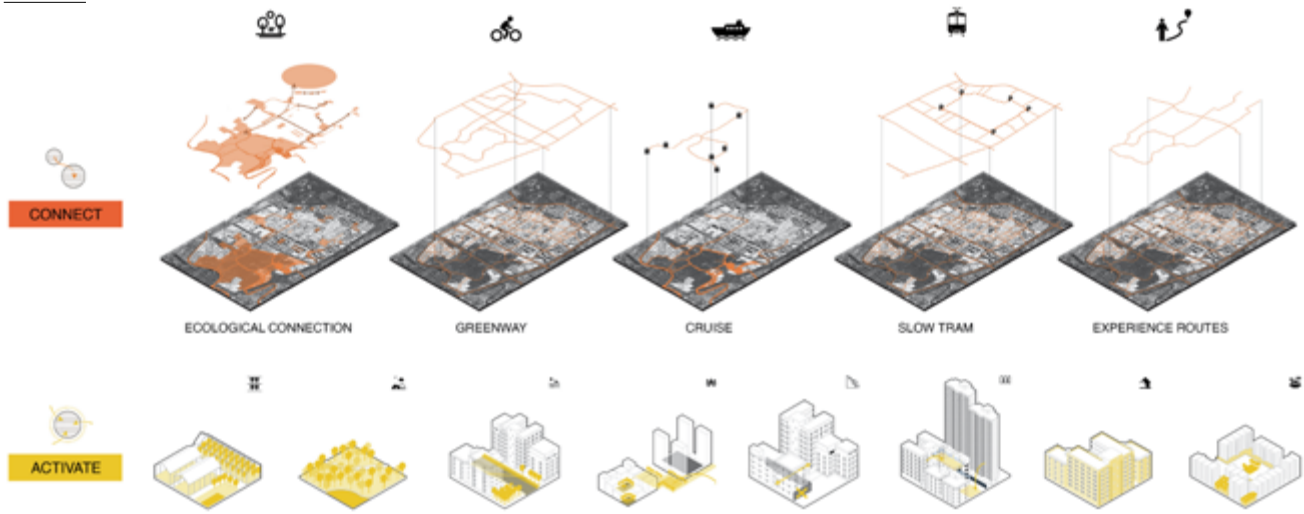 CONNECT
ECOLOGICAL CONNECTION
GREENWAY
CRUISE
SLOW TRAM
EXPERIENCE ROUTES
ACTIVATE